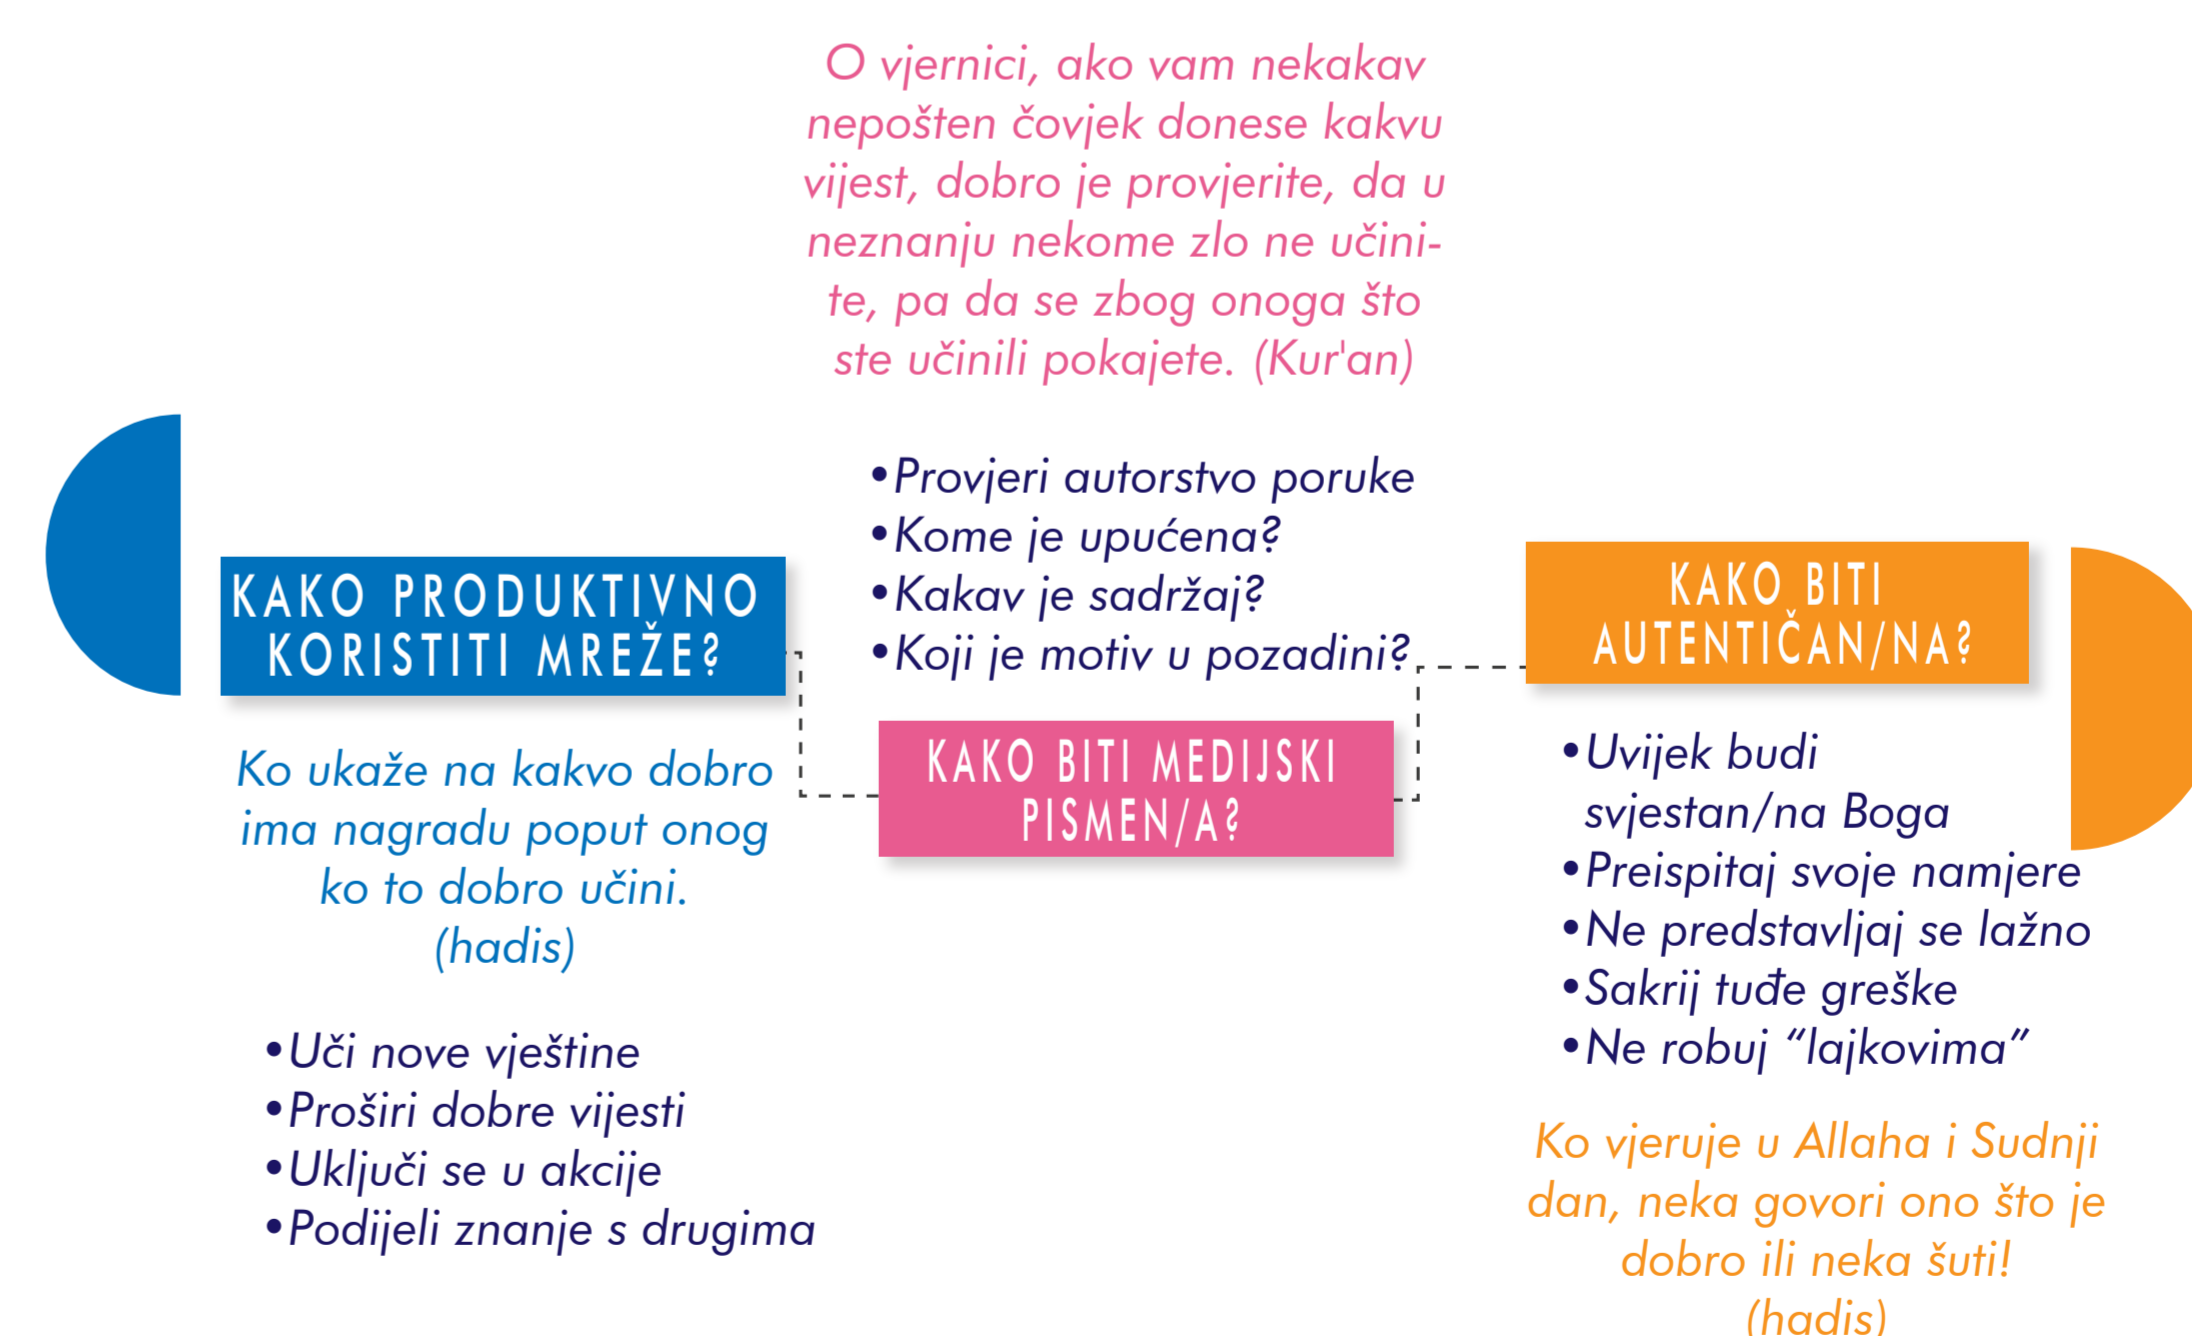 KAKO PRODUKTIVNO
KORISTITI MREŽE?
Ko ukaže na kakvo dobro
ima nagradu poput onog
ko to dobro učini.
(hadis)
•Uči nove vještine
•Proširi dobre vijesti
•Uključi se u akcije
•Podijeli znanje s drugima
O vjernici, ako vam nekakav
nepošten čovjek donese kakvu
vijest, dobro je provjerite, da u
neznanju nekome zlo ne učini-
te, pa da se zbog onoga što
ste učinili pokajete. (Kur'an)
•Provjeri autorstvo poruke
•Kome je upućena?
•Kakav je sadržaj?
•Koji je motiv u pozadini?
KAKO BITI MEDIJSKI
PISMEN/A?
KAKO BITI
AUTENTIČAN/NA?
•Uvijek budi
svjestan/na Boga
•Preispitaj svoje namjere
•Ne predstavljaj se lažno
•Sakrij tuđe greške
•Ne robuj “lajkovima”
Ko vjeruje u Allaha i Sudnji
dan, neka govori ono što je
dobro ili neka šuti!
(hadis)